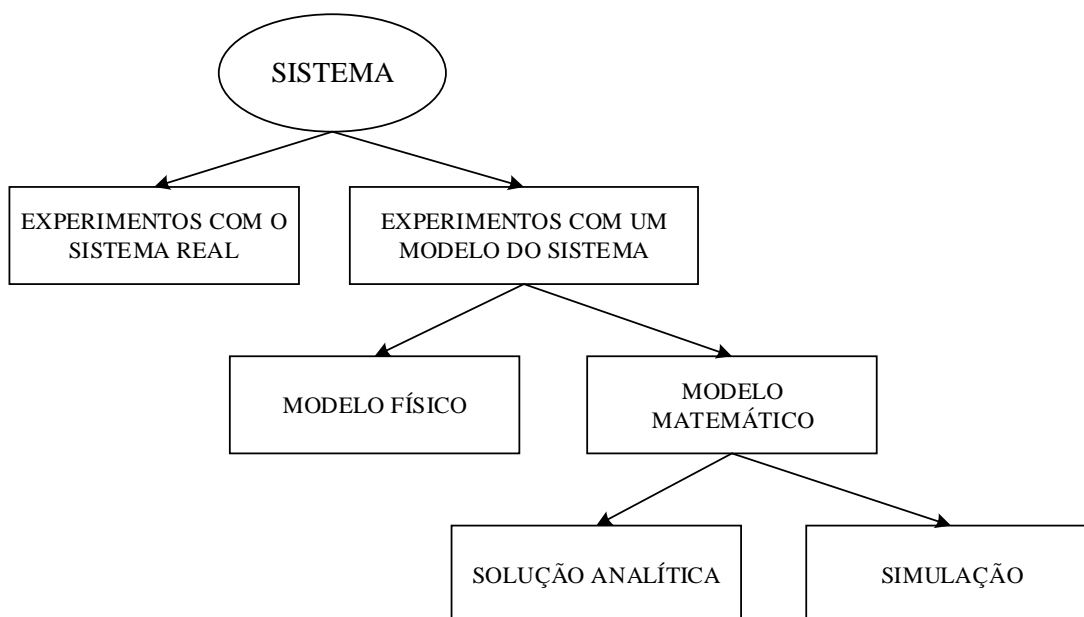 SISTEMA
EXPERIMENTOS COM O
SISTEMA REAL
EXPERIMENTOS COM UM
MODELO DO SISTEMA
MODELO FÍSICO
MODELO
MATEMÁTICO
SOLUÇÃO ANALÍTICA
SIMULAÇÃO